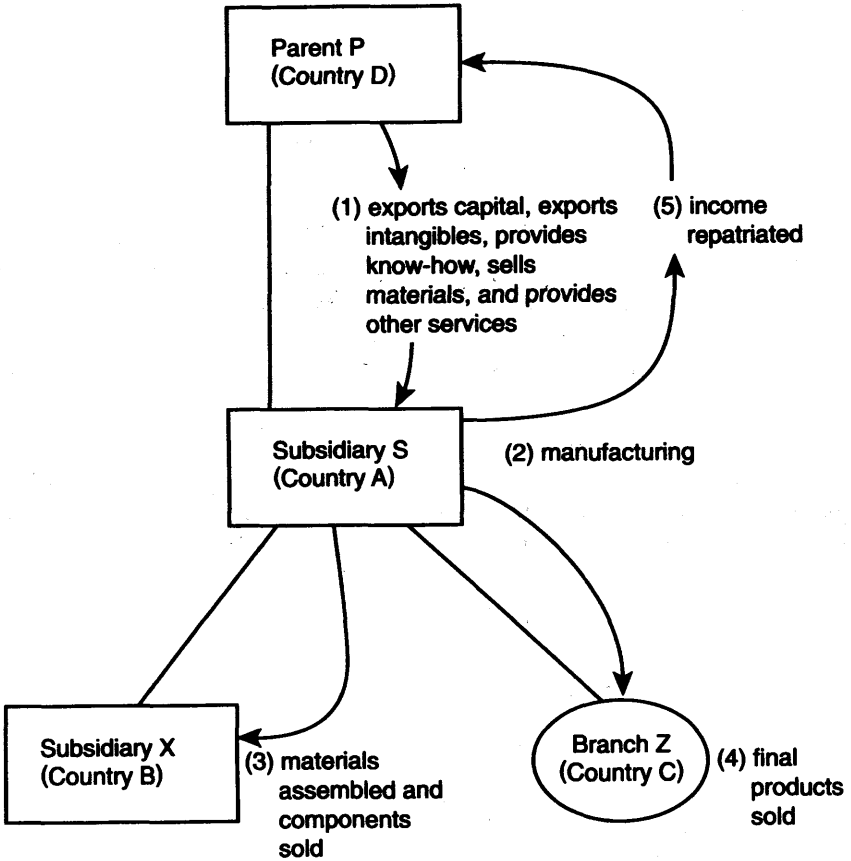 Parent P
(Country D)
(1) exports capital, exports
intangibles, provides
know-how, sells
materials, and provides
other services
(5) income
repatriated
Subsidiary S
(Country A)
(2) manufacturing
Subsidiary X
(Country B)
(3) materials
assembled and
components
sold
Branch Z
(Country C)
(4) final
products
sold